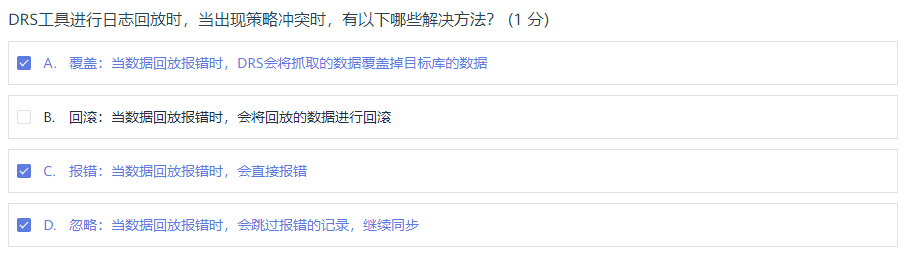 DRS工具进行日志回放时，当出现策略冲突时，有以下哪些解决方法？ (1 分)
A. 覆盖：当数据回放报错时，DRS会将抓取的数据覆盖掉目标库的数据
B. 回滚：当数据回放报错时，会将回放的数据进行回滚
C. 报错：当数据回放报错时，会直接报错
D. 忽略：当数据回放报错时，会跳过报错的记录，继续同步